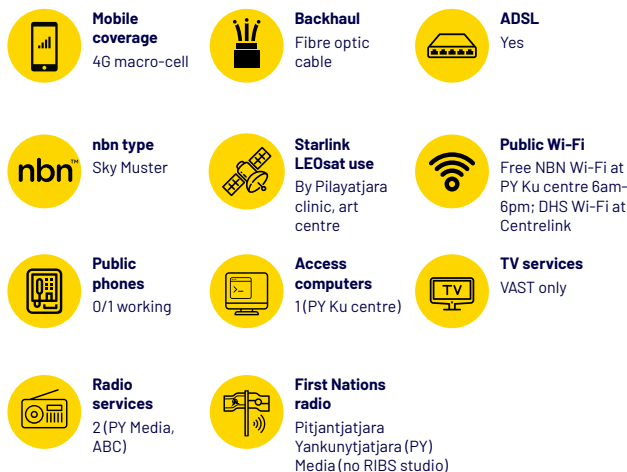 Mobile
coverage
4G macro-cell
Backhaul
Fibre optic
cable
ADSL
Yes
nbn™
nbn type
Sky Muster
Starlink
LEOsat use
By Pilayatjara
clinic, art
centre
Public Wi-Fi
Free NBN Wi-Fi at
PY Ku centre 6am-
6pm; DHS Wi-Fi at
Centrelink
Public
phones
0/1 working
Access
computers
1 (PY Ku centre)
TV
TV services
VAST only
Radio
services
2 (PY Media,
ABC)
First Nations
radio
Pitjantjatjara
Yankunytjatjara (PY)
Media (no RIBS studio)